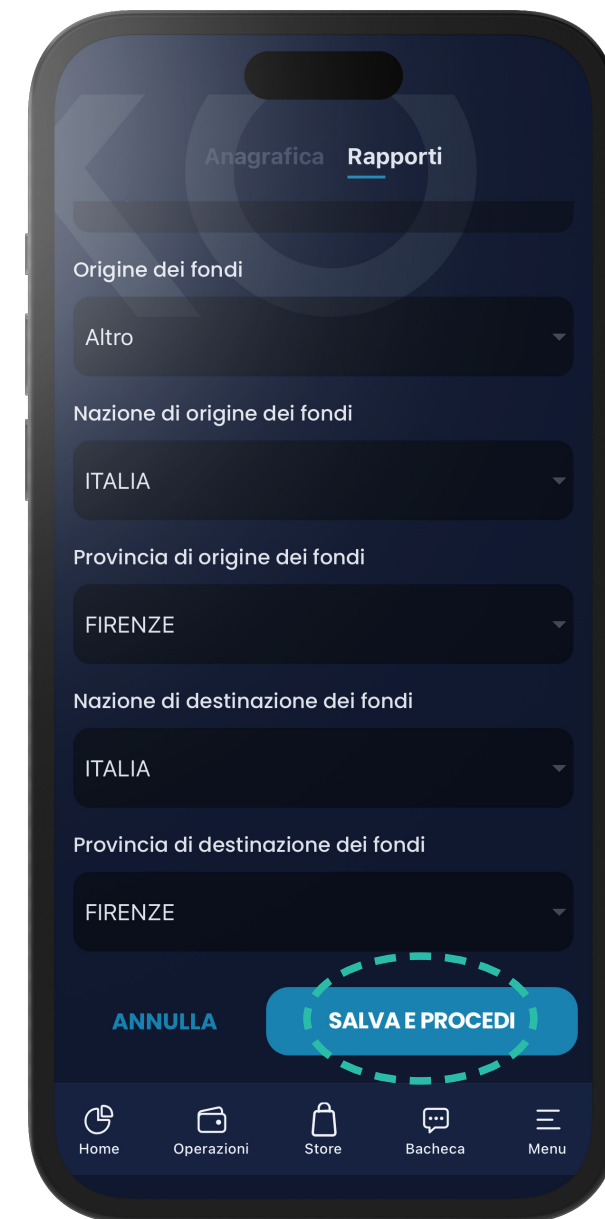 Anagrafica Rapporti
Origine dei fondi
Altro
Nazione di origine dei fondi
ITALIA
Provincia di origine dei fondi
FIRENZE
Nazione di destinazione dei fondi
ITALIA
Provincia di destinazione dei fondi
FIRENZE
ANNULLA SALVA E PROCEDI
Home Operazioni Store Bacheca Menu